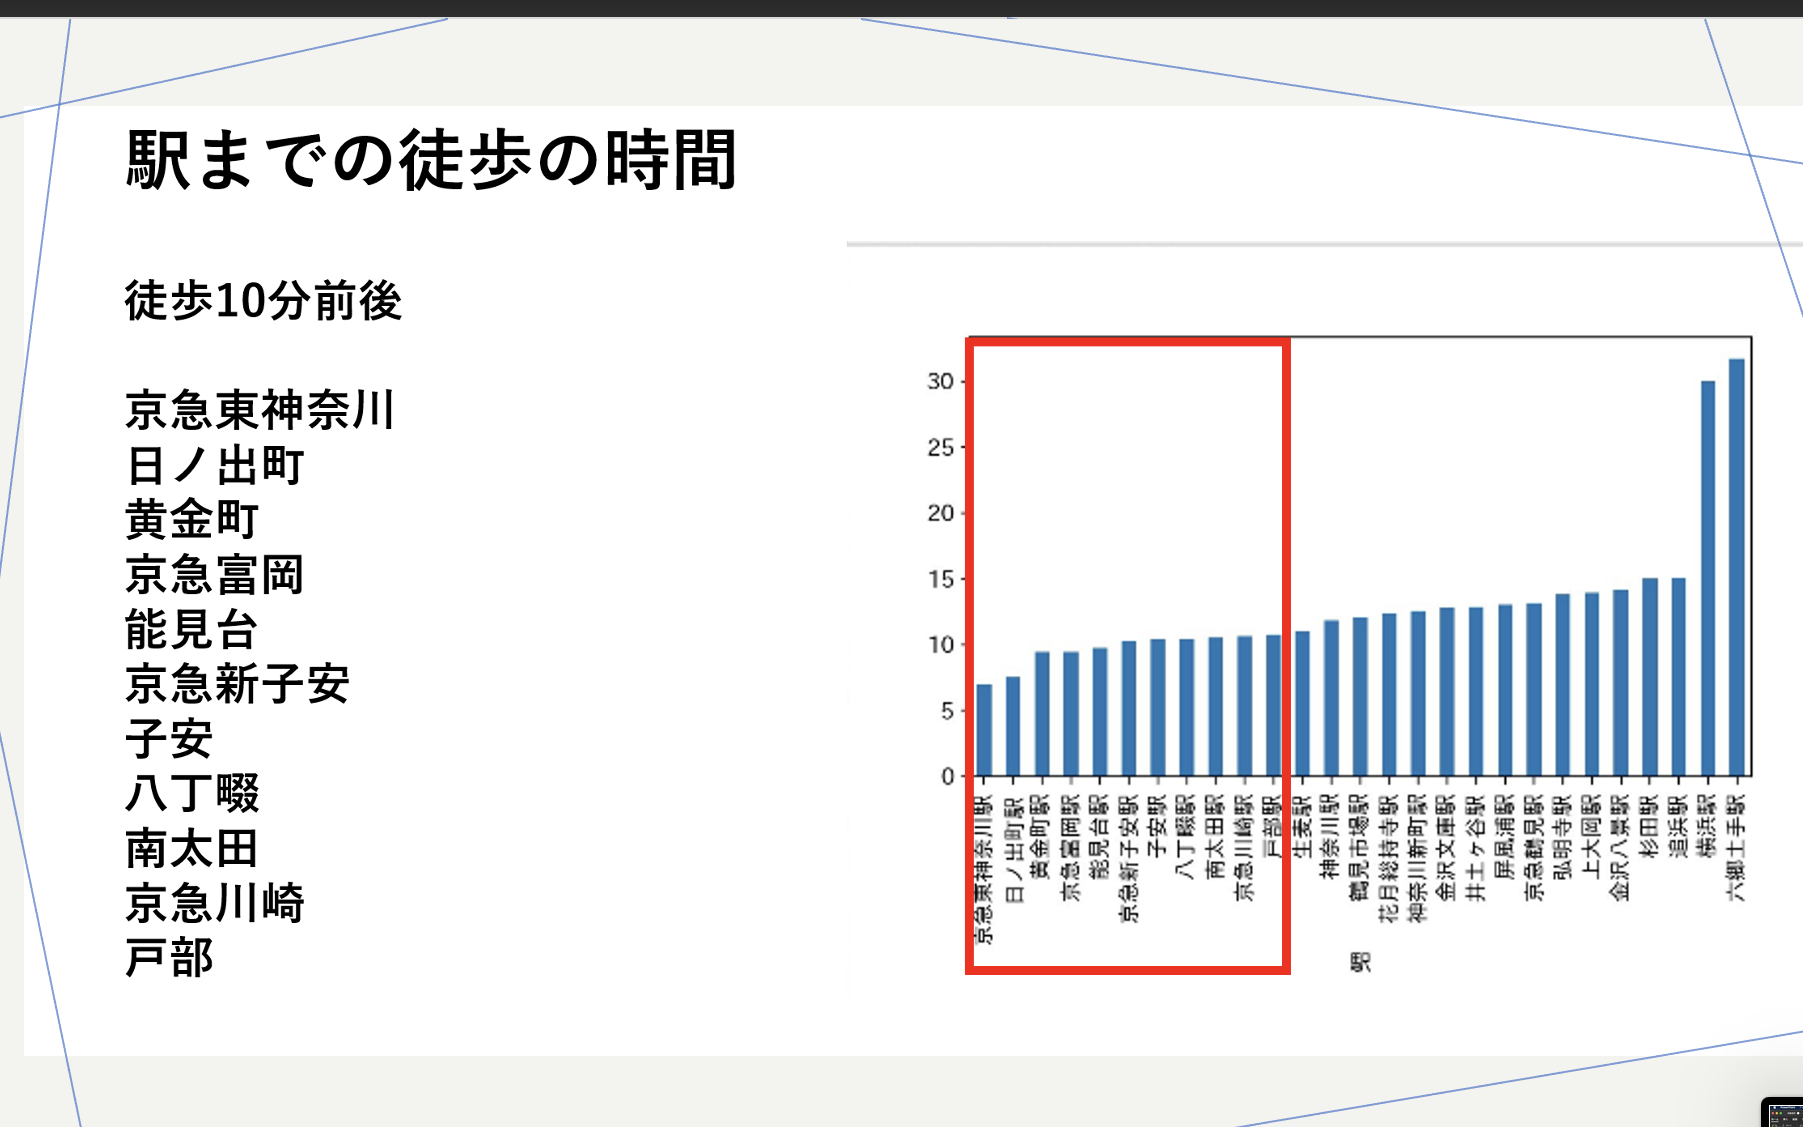 駅までの徒歩の時間
徒歩10分前後
京急東神奈川
日ノ出町
黄金町
京急富岡
能見台
京急新子安
子安
八丁畷
南太田
京急川崎
戸部
30
25
20
15
10
5
0
京急東神奈川駅
日ノ出町駅
黄金町駅
京急富岡駅
能見台駅
京急新子安駅
子安駅
八丁畷駅
南太田駅
京急川崎駅
戸部駅
生麦駅
神奈川駅
鶴見市場駅
花月総持寺駅
神奈川新町駅
金沢文庫駅
井土ヶ谷駅
屏風浦駅
京急鶴見駅
弘明寺駅
上大岡駅
金沢八景駅
杉田駅
追浜駅
横浜駅
六郷土手駅
駅